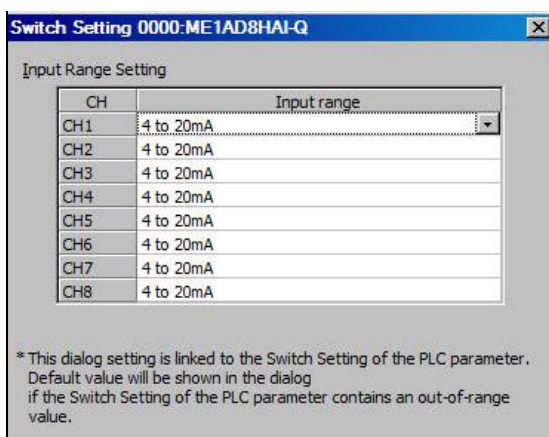 Switch Setting 0000:ME1AD8HAI-Q
Input Range Setting
CH Input range
CH1 4 to 20mA
CH2 4 to 20mA
CH3 4 to 20mA
CH4 4 to 20mA
CH5 4 to 20mA
CH6 4 to 20mA
CH7 4 to 20mA
CH8 4 to 20mA
* This dialog setting is linked to the Switch Setting of the PLC parameter.
Default value will be shown in the dialog
if the Switch Setting of the PLC parameter contains an out-of-range
value.